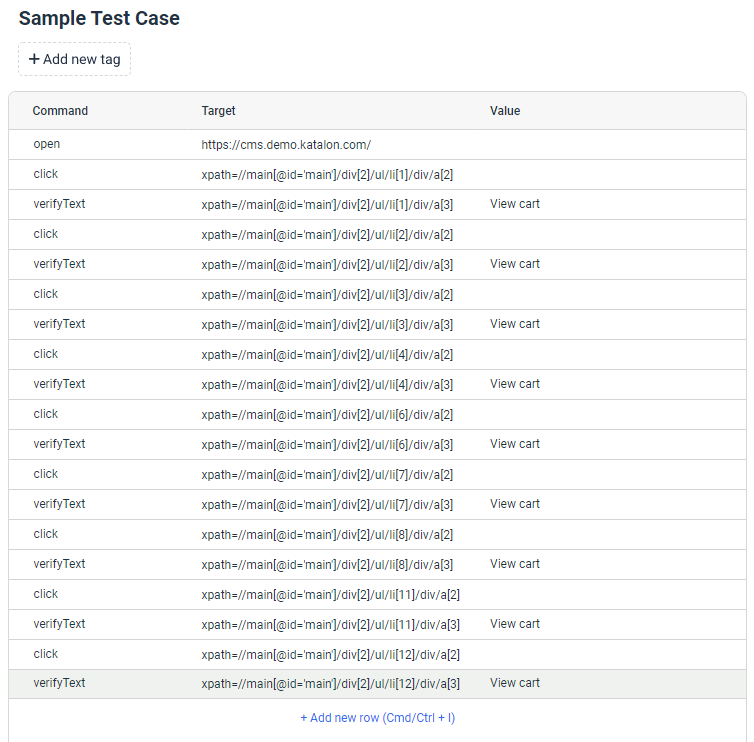 Sample Test Case
+ Add new tag
Command Target Value
open https://cms.demo.katalon.com/
click xpath=//main[@id='main']/div[2]/ul/li[1]/div/a[2]
verifyText xpath=//main[@id='main']/div[2]/ul/li[1]/div/a[3] View cart
click xpath=//main[@id='main']/div[2]/ul/li[2]/div/a[2]
verifyText xpath=//main[@id='main']/div[2]/ul/li[2]/div/a[3] View cart
click xpath=//main[@id='main']/div[2]/ul/li[3]/div/a[2]
verifyText xpath=//main[@id='main']/div[2]/ul/li[3]/div/a[3] View cart
click xpath=//main[@id='main']/div[2]/ul/li[4]/div/a[2]
verifyText xpath=//main[@id='main']/div[2]/ul/li[4]/div/a[3] View cart
click xpath=//main[@id='main']/div[2]/ul/li[6]/div/a[2]
verifyText xpath=//main[@id='main']/div[2]/ul/li[6]/div/a[3] View cart
click xpath=//main[@id='main']/div[2]/ul/li[7]/div/a[2]
verifyText xpath=//main[@id='main']/div[2]/ul/li[7]/div/a[3] View cart
click xpath=//main[@id='main']/div[2]/ul/li[8]/div/a[2]
verifyText xpath=//main[@id='main']/div[2]/ul/li[8]/div/a[3] View cart
click xpath=//main[@id='main']/div[2]/ul/li[11]/div/a[2]
verifyText xpath=//main[@id='main']/div[2]/ul/li[11]/div/a[3] View cart
click xpath=//main[@id='main']/div[2]/ul/li[12]/div/a[2]
verifyText xpath=//main[@id='main']/div[2]/ul/li[12]/div/a[3] View cart
+ Add new row (Cmd/Ctrl + I)